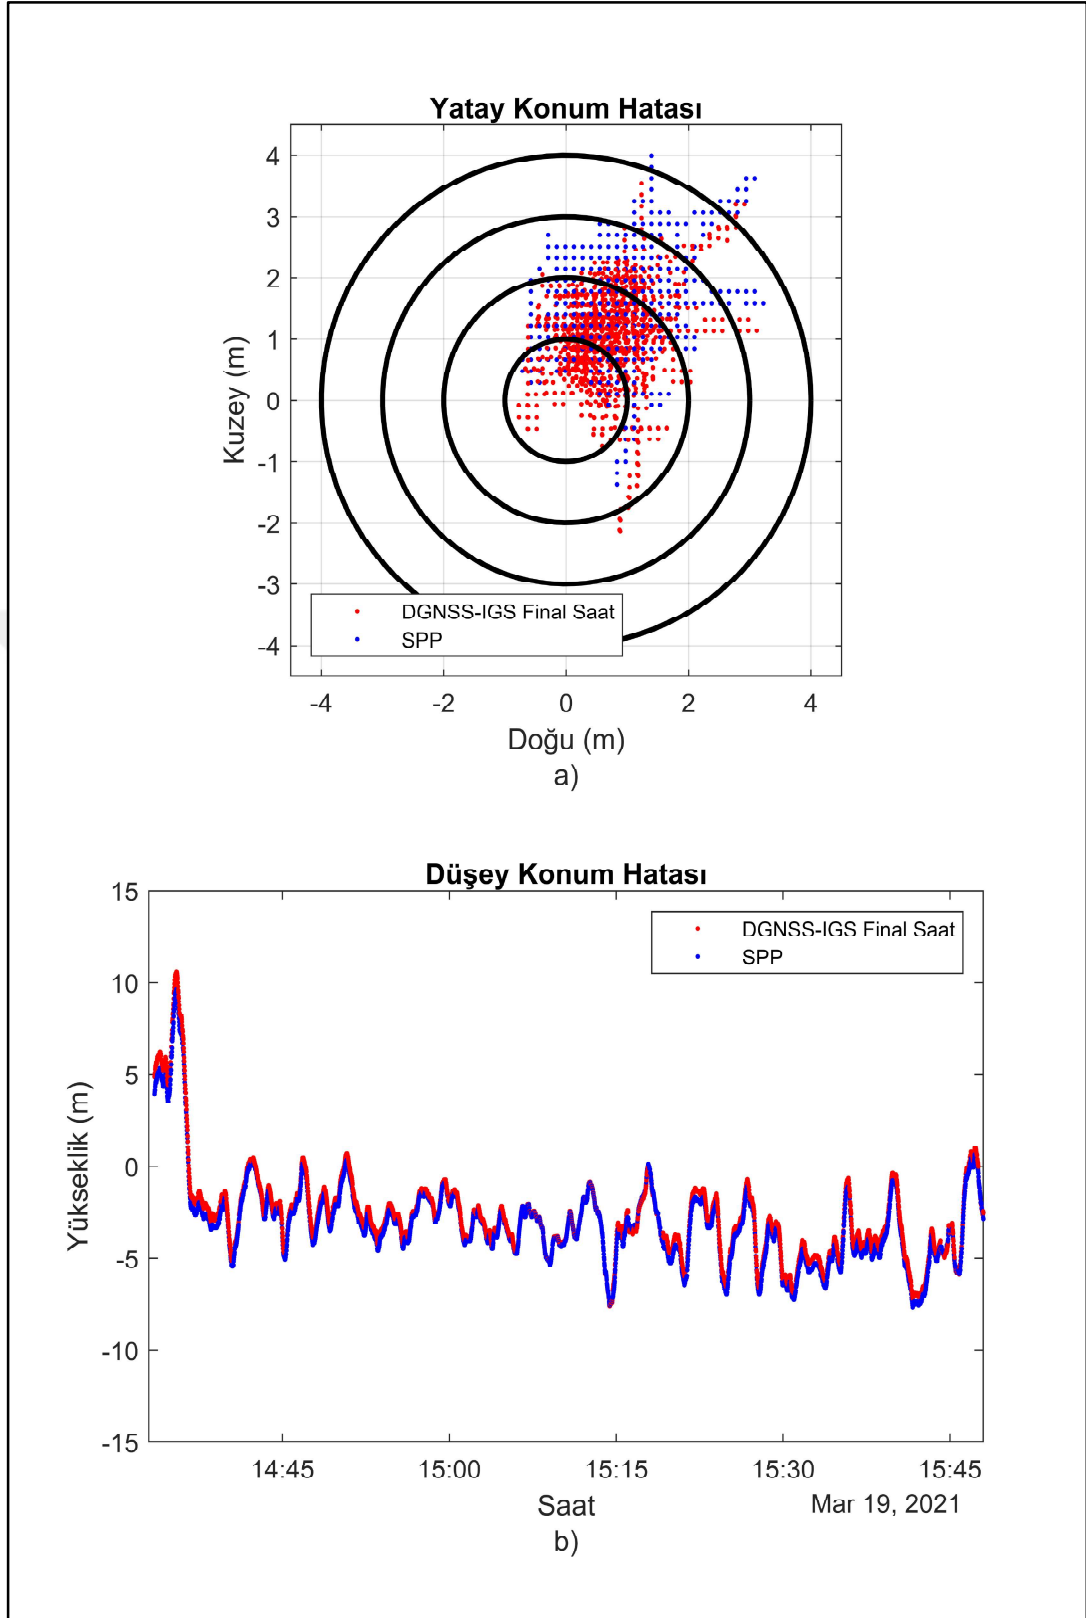 Yatay Konum Hatası
4
3
2
1
0
-1
-2
-3
-4
Kuzey (m)
DGNSS-IGS Final Saat
SPP
-4 -2 0 2 4
Doğu (m)
a)
Düşey Konum Hatası
15
10
5
0
-5
-10
-15
Yükseklik (m)
DGNSS-IGS Final Saat
SPP
14:45 15:00 15:15 15:30 15:45
Saat
Mar 19, 2021
b)